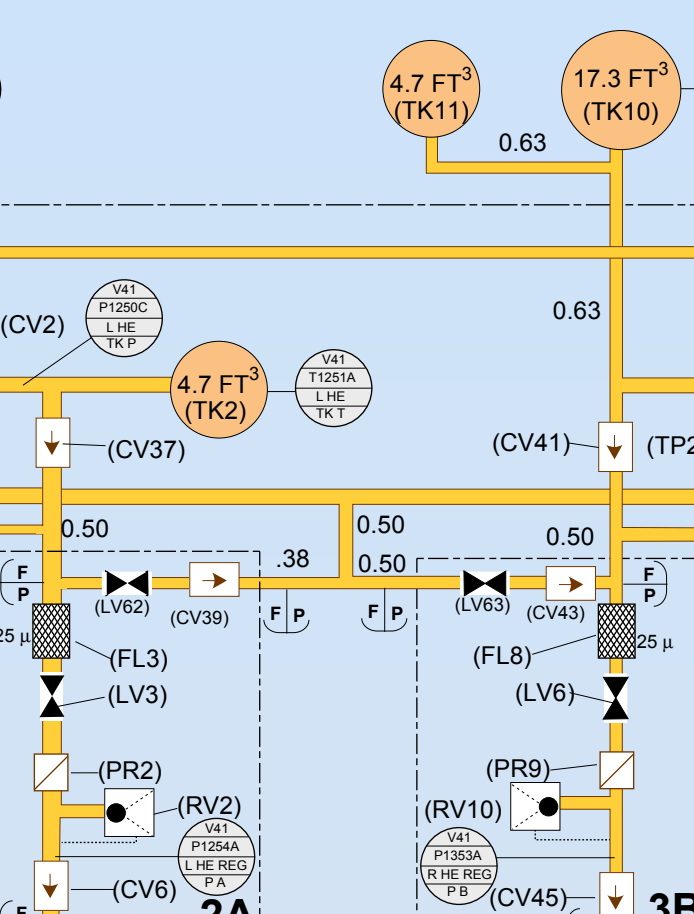 4.7 FT³
(TK11)
17.3 FT³
(TK10)
0.63
V41
P1250C
L HE
TK P
(CV2)
0.63
4.7 FT³
(TK2)
V41
T1251A
L HE
TK T
(CV37)
(CV41)
(TP2
0.50
0.50
0.50
.38
0.50
F
P
F
P
(LV62)
(CV39)
F P
F P
(LV63)
(CV43)
25 µ
(FL3)
(FL8)
25 µ
(LV3)
(LV6)
(PR2)
(PR9)
(RV2)
(RV10)
V41
P1254A
L HE REG
P A
V41
P1353A
R HE REG
P B
(CV6)
(CV45)
F
2A
3B